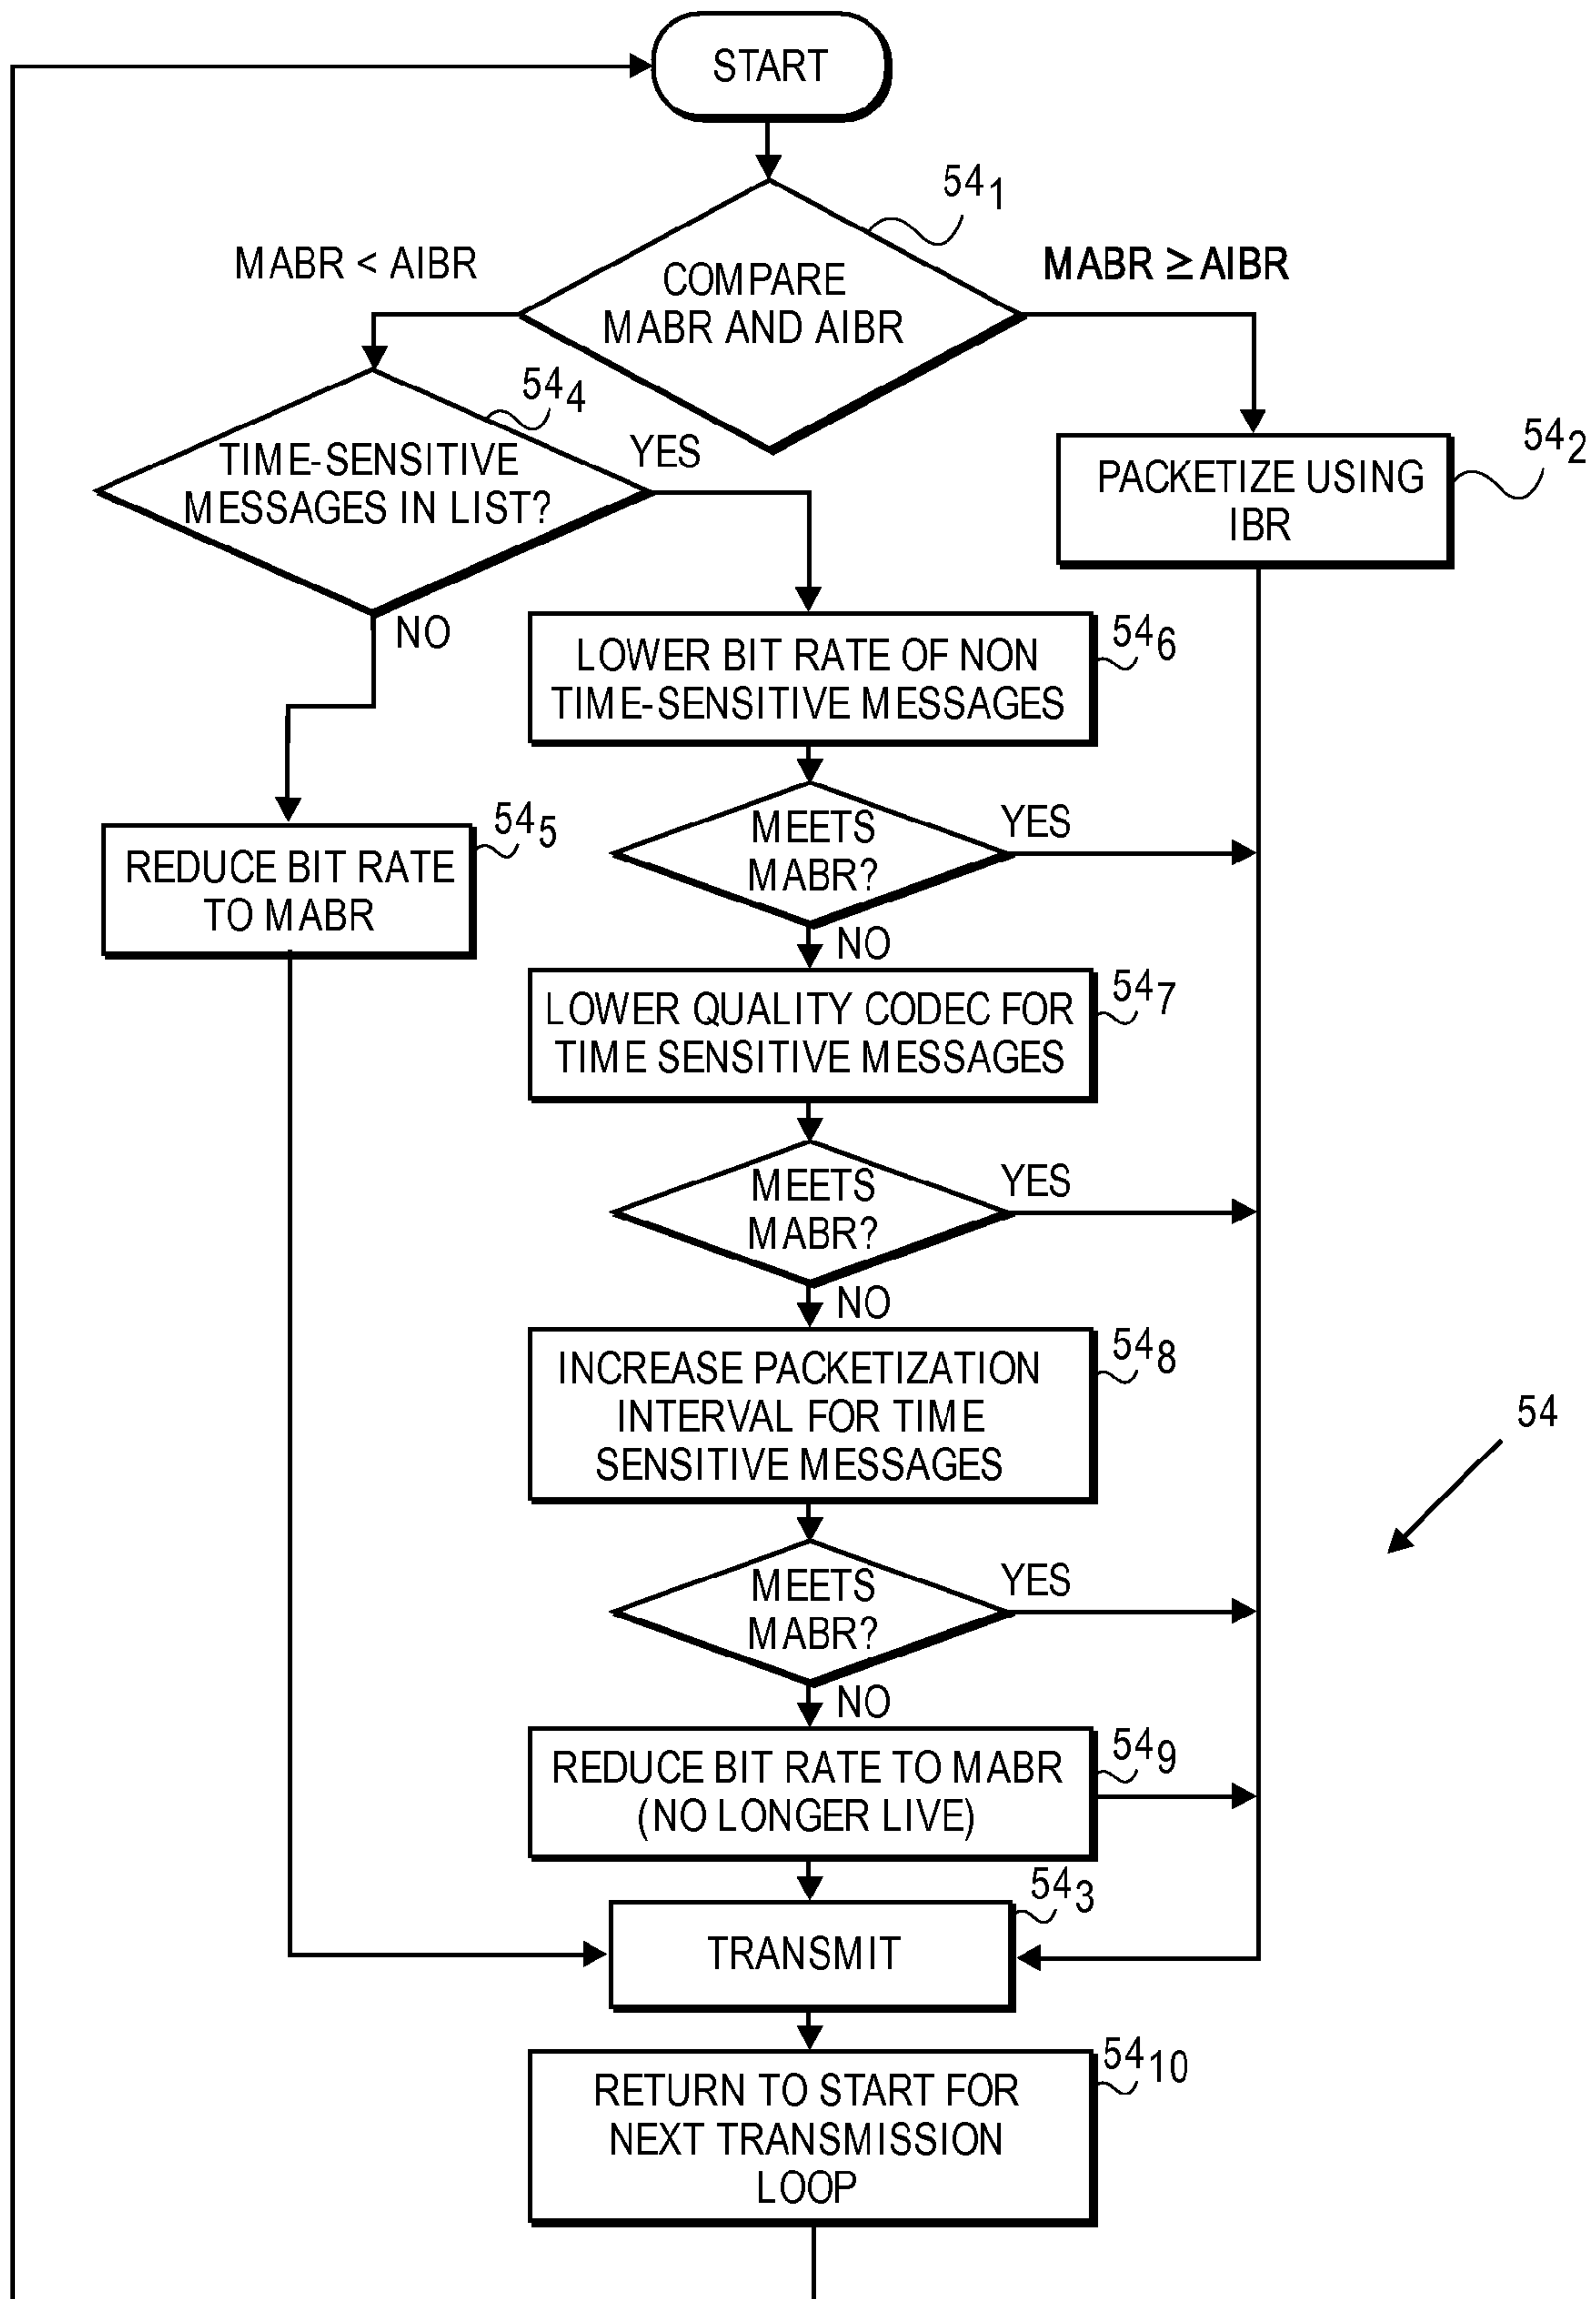 START
54₁
MABR < AIBR
MABR ≥ AIBR
COMPARE
MABR AND AIBR
54₄
TIME-SENSITIVE
MESSAGES IN LIST?
YES
NO
54₂
PACKETIZE USING
IBR
54₆
LOWER BIT RATE OF NON
TIME-SENSITIVE MESSAGES
54₅
REDUCE BIT RATE
TO MABR
MEETS
MABR?
YES
NO
54₇
LOWER QUALITY CODEC FOR
TIME SENSITIVE MESSAGES
MEETS
MABR?
YES
NO
54₈
INCREASE PACKETIZATION
INTERVAL FOR TIME
SENSITIVE MESSAGES
54
MEETS
MABR?
YES
NO
54₉
REDUCE BIT RATE TO MABR
(NO LONGER LIVE)
54₃
TRANSMIT
54₁₀
RETURN TO START FOR
NEXT TRANSMISSION
LOOP